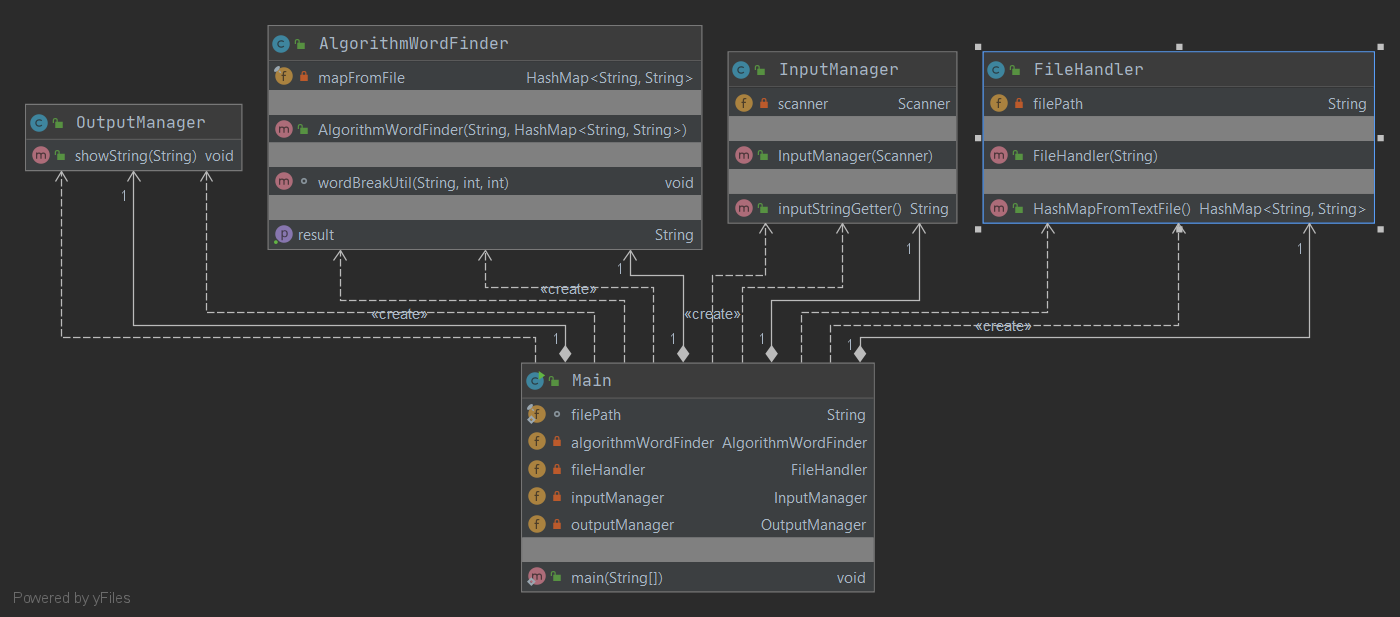 OutputManager
showString(String) void
AlgorithmWordFinder
mapFromFile HashMap<String, String>
AlgorithmWordFinder(String, HashMap<String, String>)
wordBreakUtil(String, int, int) void
result String
InputManager
scanner Scanner
InputManager(Scanner)
inputStringGetter() String
FileHandler
filePath String
FileHandler(String)
HashMapFromTextFile() HashMap<String, String>
1
1
1
1
«create»
«create»
«create»
«create»
1
1
1
1
Main
filePath String
algorithmWordFinder AlgorithmWordFinder
fileHandler FileHandler
inputManager InputManager
outputManager OutputManager
main(String[]) void
Powered by yFiles